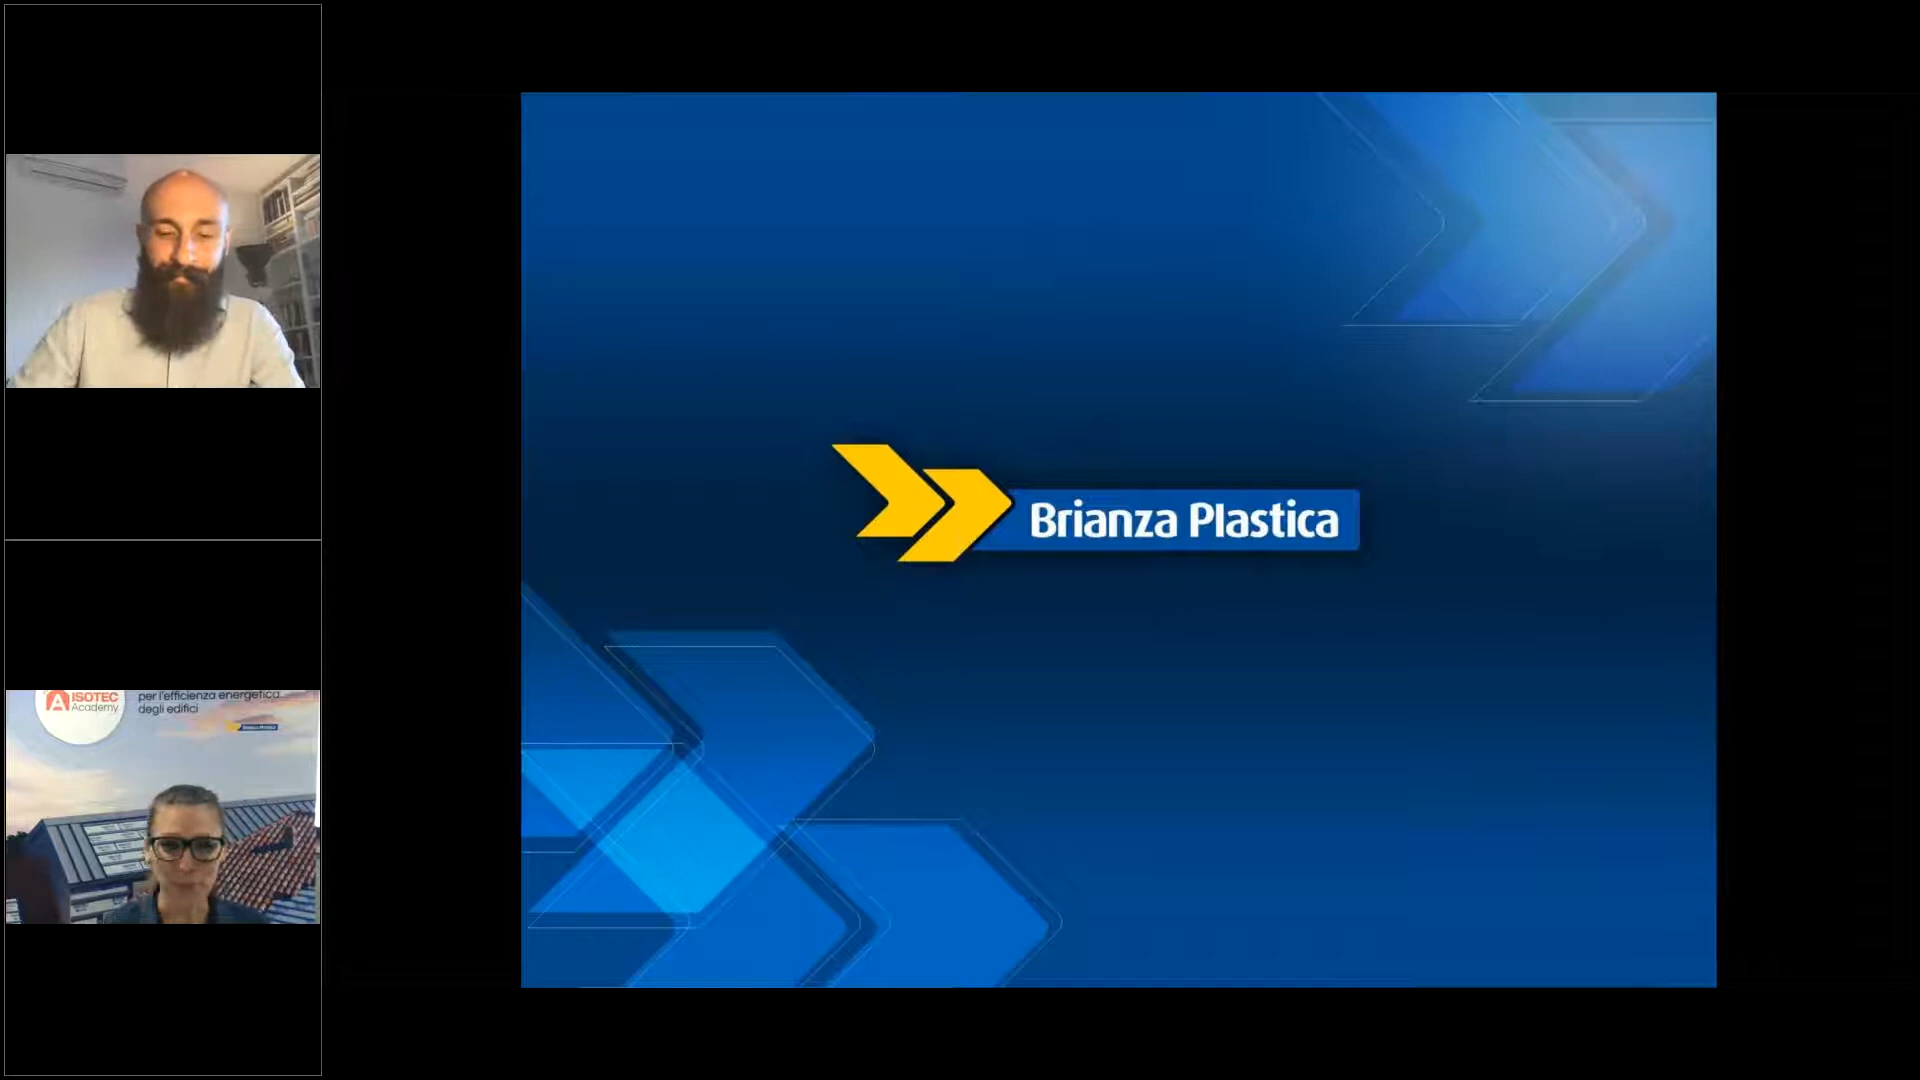 Brianza Plastica
ISOTEC
Academy
per l'efficienza energetica
degli edifici